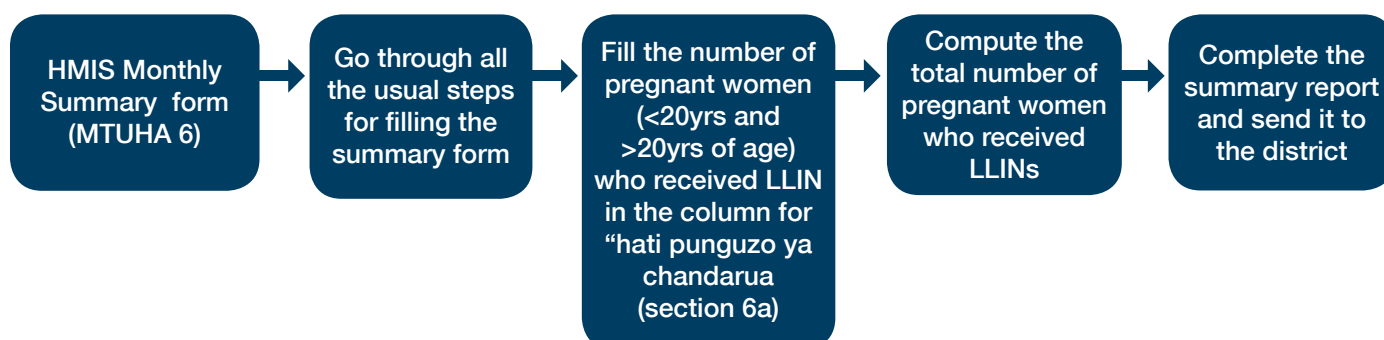 HMIS Monthly
Summary form
(MTUHA 6)
Go through all
the usual steps
for filling the
summary form
Fill the number of
pregnant women
(<20yrs and
>20yrs of age)
who received LLIN
in the column for
“hati punguzo ya
chandarua
(section 6a)
Compute the
total number of
pregnant women
who received
LLINs
Complete the
summary report
and send it to
the district